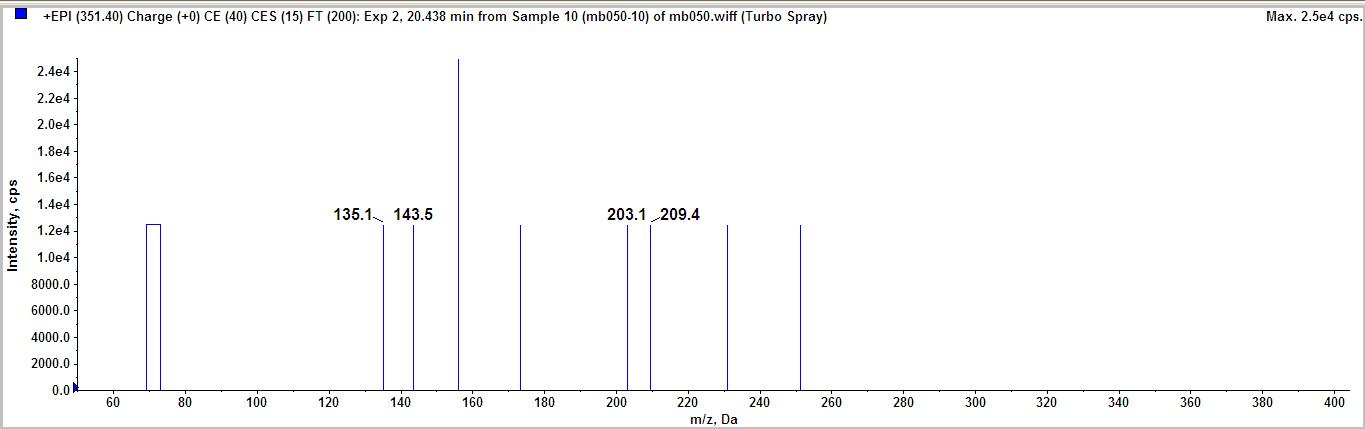 +EPI (351.40) Charge (+0) CE (40) CES (15) FT (200): Exp 2, 20.438 min from Sample 10 (mb050-10) of mb050.wiff (Turbo Spray)
Max. 2.5e4 cps.
Intensity, cps
2.4e4
2.2e4
2.0e4
1.8e4
1.6e4
1.4e4
1.2e4
1.0e4
8000.0
6000.0
4000.0
2000.0
0.0
135.1 143.5 203.1 209.4
60 80 100 120 140 160 180 200 220 240 260 280 300 320 340 360 380 400
m/z, Da